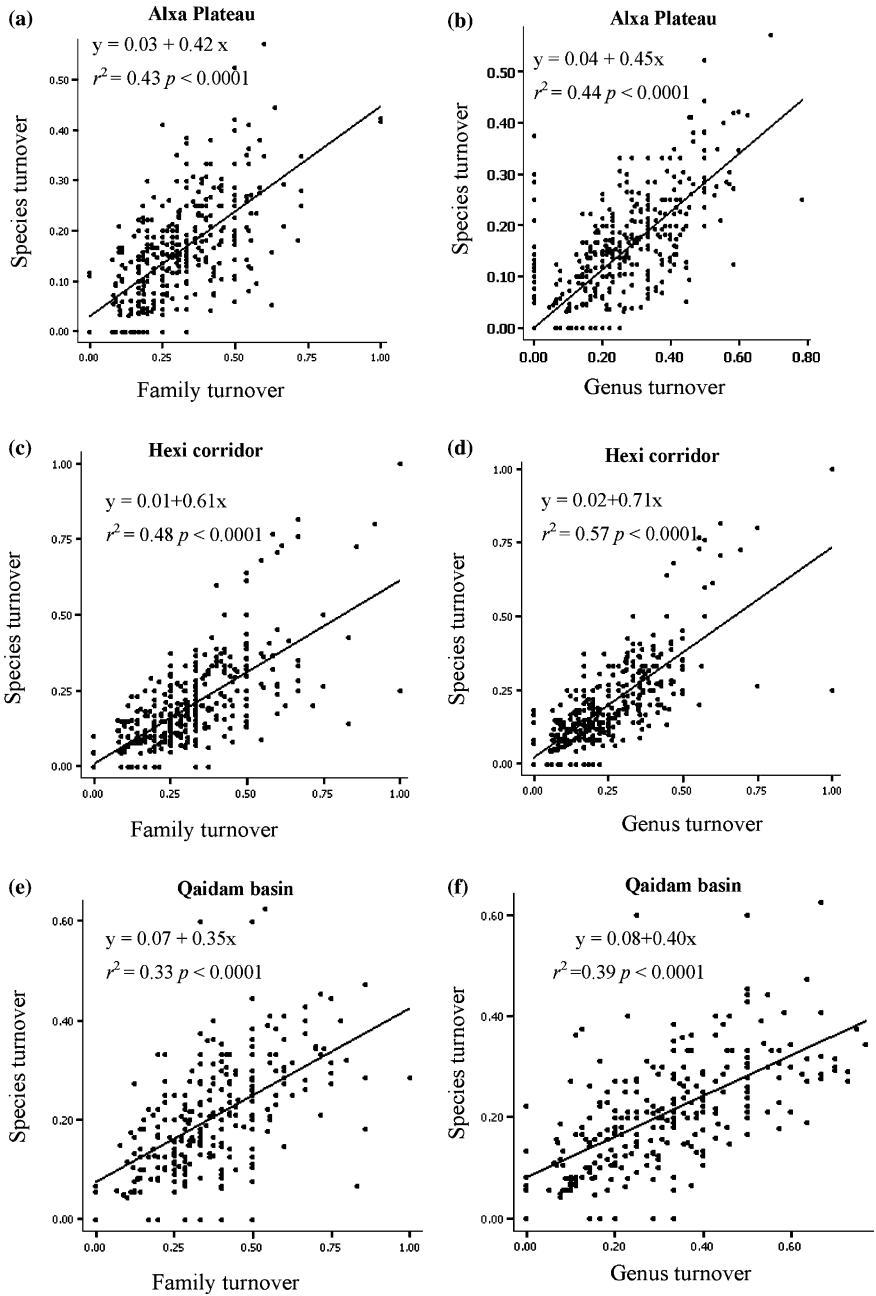 (a)
Alxa Plateau
y = 0.03 + 0.42 x
r² = 0.43 p < 0.0001
Species turnover
0.50
0.40
0.30
0.20
0.10
0.00
0.00 0.25 0.50 0.75 1.00
Family turnover
(b)
Alxa Plateau
y = 0.04 + 0.45x
r² = 0.44 p < 0.0001
Species turnover
0.50
0.40
0.30
0.20
0.10
0.00
0.00 0.20 0.40 0.60 0.80
Genus turnover
(c)
Hexi corridor
y = 0.01+0.61x
r² = 0.48 p < 0.0001
Species turnover
1.00
0.75
0.50
0.25
0.00
0.00 0.25 0.50 0.75 1.00
Family turnover
(d)
Hexi corridor
y = 0.02+0.71x
r² = 0.57 p < 0.0001
Species turnover
1.00
0.75
0.50
0.25
0.00
0.00 0.25 0.50 0.75 1.00
Genus turnover
(e)
Qaidam basin
y = 0.07 + 0.35x
r² = 0.33 p < 0.0001
Species turnover
0.60
0.40
0.20
0.00
0.00 0.25 0.50 0.75 1.00
Family turnover
(f)
Qaidam basin
y = 0.08+0.40x
r² =0.39 p < 0.0001
Species turnover
0.60
0.40
0.20
0.00
0.00 0.20 0.40 0.60
Genus turnover